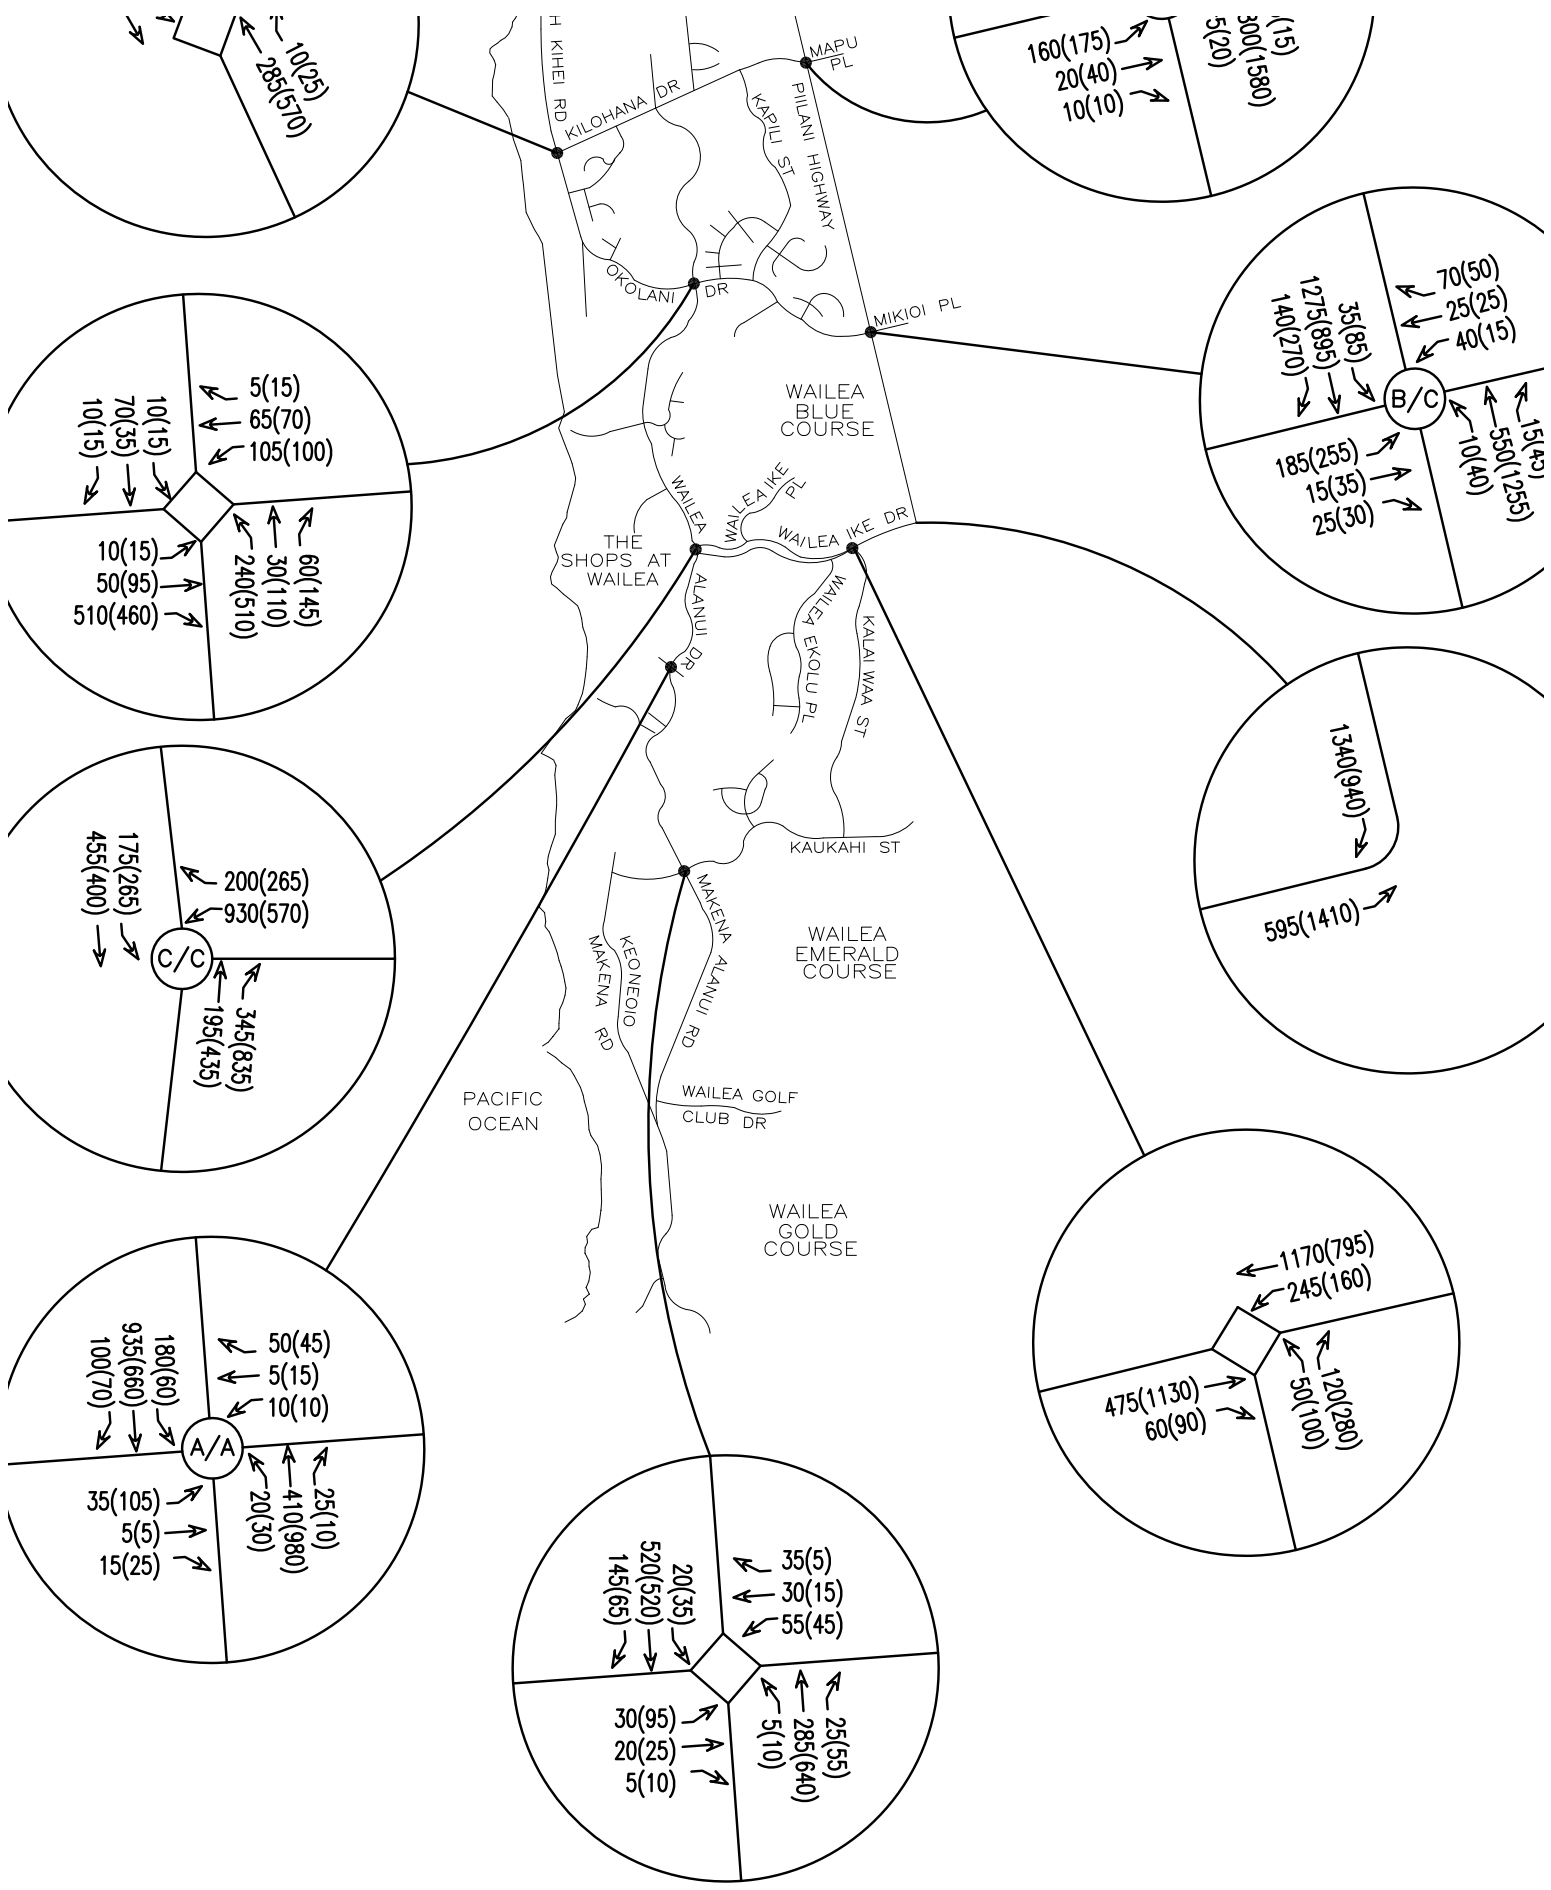 10(25)
285(570)
H KIHEI RD
KILOHANA DR
MAPU
PL
PIILANI HIGHWAY
KAPILI ST
160(175)
20(40)
10(10)
(15)
OKOLANI
DR
MIKIOI PL
70(50)
25(25)
40(15)
35(85)
1275(895)
140(270)
B/C
185(255)
15(35)
25(30)
10(40)
550(1255)
15(45
5(15)
65(70)
105(100)
10(15)
70(35)
10(15)
10(15)
50(95)
510(460)
240(510)
30(110)
60(145)
WAILEA
BLUE
COURSE
WAILEA
WAILEA IKE
PL
WAILEA IKE DR
THE
SHOPS AT
WAILEA
ALANUI DR
WAILEA EKOLU PL
KALAI WAA ST
1340(940)
595(1410)
175(265)
455(400)
200(265)
930(570)
C/C
195(435)
345(835)
KAUKAHI ST
MAKENA ALANUI RD
KEONEOIO
MAKENA RD
WAILEA
EMERALD
COURSE
PACIFIC
OCEAN
WAILEA GOLF
CLUB DR
WAILEA
GOLD
COURSE
1170(795)
245(160)
475(1130)
60(90)
50(100)
120(280)
180(60)
935(660)
100(70)
50(45)
5(15)
10(10)
A/A
35(105)
5(5)
15(25)
20(30)
410(980)
25(10)
20(35)
520(520)
145(65)
35(5)
30(15)
55(45)
30(95)
20(25)
5(10)
5(10)
285(640)
25(55)